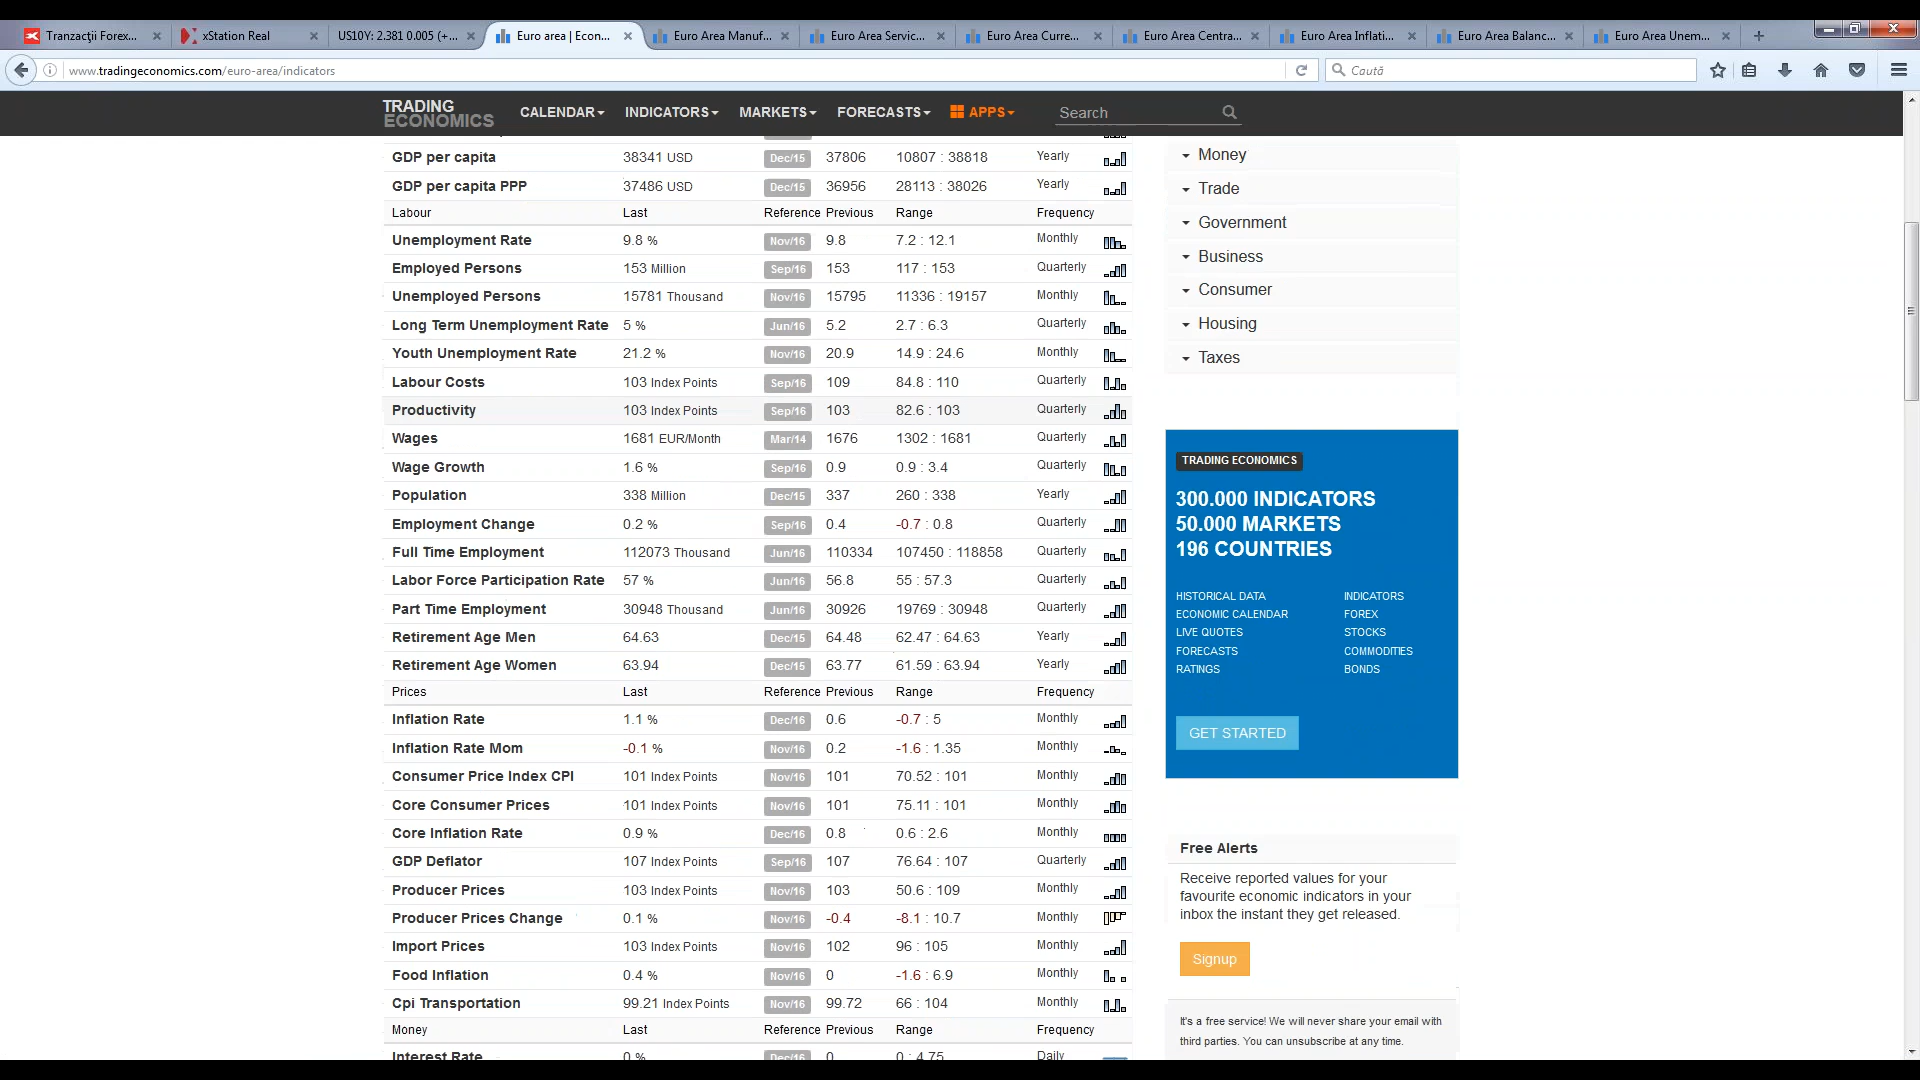 Tranzacţii Forex...
xStation Real
US10Y: 2.381 0.005 (+...
Euro area | Econ...
Euro Area Manuf...
Euro Area Servic...
Euro Area Curre...
Euro Area Centra...
Euro Area Inflati...
Euro Area Balanc...
Euro Area Unem...
www.tradingeconomics.com/euro-area/indicators
Caută
TRADING
ECONOMICS
CALENDAR INDICATORS MARKETS FORECASTS APPS
Search
GDP per capita 38341 USD Dec/15 37806 10807 : 38818 Yearly
GDP per capita PPP 37486 USD Dec/15 36956 28113 : 38026 Yearly
Labour Last Reference Previous Range Frequency
Unemployment Rate 9.8 % Nov/16 9.8 7.2 : 12.1 Monthly
Employed Persons 153 Million Sep/16 153 117 : 153 Quarterly
Unemployed Persons 15781 Thousand Nov/16 15795 11336 : 19157 Monthly
Long Term Unemployment Rate 5 % Jun/16 5.2 2.7 : 6.3 Quarterly
Youth Unemployment Rate 21.2 % Nov/16 20.9 14.9 : 24.6 Monthly
Labour Costs 103 Index Points Sep/16 109 84.8 : 110 Quarterly
Productivity 103 Index Points Sep/16 103 82.6 : 103 Quarterly
Wages 1681 EUR/Month Mar/14 1676 1302 : 1681 Quarterly
Wage Growth 1.6 % Sep/16 0.9 0.9 : 3.4 Quarterly
Population 338 Million Dec/15 337 260 : 338 Yearly
Employment Change 0.2 % Sep/16 0.4 -0.7 : 0.8 Quarterly
Full Time Employment 112073 Thousand Jun/16 110334 107450 : 118858 Quarterly
Labor Force Participation Rate 57 % Jun/16 56.8 55 : 57.3 Quarterly
Part Time Employment 30948 Thousand Jun/16 30926 19769 : 30948 Quarterly
Retirement Age Men 64.63 Dec/15 64.48 62.47 : 64.63 Yearly
Retirement Age Women 63.94 Dec/15 63.77 61.59 : 63.94 Yearly
Prices Last Reference Previous Range Frequency
Inflation Rate 1.1 % Dec/16 0.6 -0.7 : 5 Monthly
Inflation Rate Mom -0.1 % Nov/16 0.2 -1.6 : 1.35 Monthly
Consumer Price Index CPI 101 Index Points Nov/16 101 70.52 : 101 Monthly
Core Consumer Prices 101 Index Points Nov/16 101 75.11 : 101 Monthly
Core Inflation Rate 0.9 % Dec/16 0.8 0.6 : 2.6 Monthly
GDP Deflator 107 Index Points Sep/16 107 76.64 : 107 Quarterly
Producer Prices 103 Index Points Nov/16 103 50.6 : 109 Monthly
Producer Prices Change 0.1 % Nov/16 -0.4 -8.1 : 10.7 Monthly
Import Prices 103 Index Points Nov/16 102 96 : 105 Monthly
Food Inflation 0.4 % Nov/16 0 -1.6 : 6.9 Monthly
Cpi Transportation 99.21 Index Points Nov/16 99.72 66 : 104 Monthly
Money Last Reference Previous Range Frequency
Interest Rate 0 % Dec/16 0 0 : 4.75 Daily
Money
Trade
Government
Business
Consumer
Housing
Taxes
TRADING ECONOMICS
300.000 INDICATORS
50.000 MARKETS
196 COUNTRIES
HISTORICAL DATA INDICATORS
ECONOMIC CALENDAR FOREX
LIVE QUOTES STOCKS
FORECASTS COMMODITIES
RATINGS BONDS
GET STARTED
Free Alerts
Receive reported values for your
favourite economic indicators in your
inbox the instant they get released.
Signup
It's a free service! We will never share your email with
third parties. You can unsubscribe at any time.